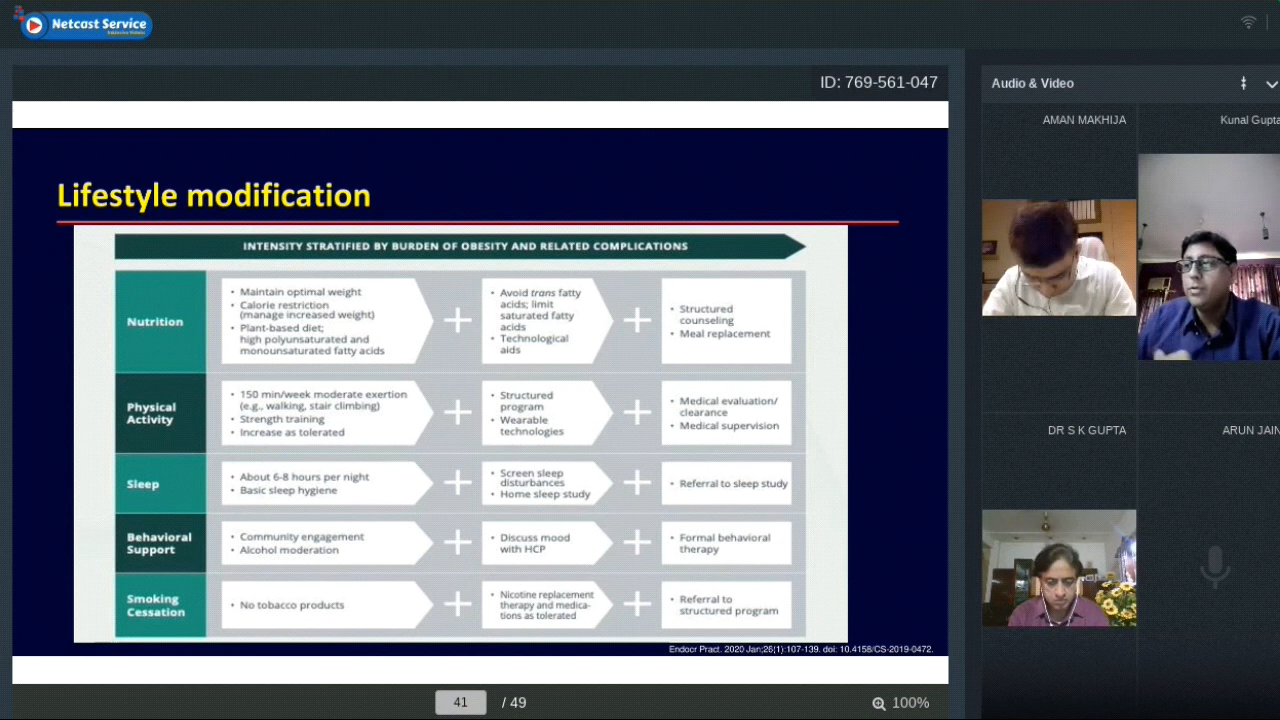 Netcast Service
ID: 769-561-047
Lifestyle modification
INTENSITY STRATIFIED BY BURDEN OF OBESITY AND RELATED COMPLICATIONS
Nutrition
• Maintain optimal weight
• Calorie restriction
(manage increased weight)
• Plant-based diet;
high polyunsaturated and
monounsaturated fatty acids
+
• Avoid trans fatty
acids; limit
saturated fatty
acids
• Technological
aids
+
• Structured
counseling
• Meal replacement
Physical
Activity
• 150 min/week moderate exertion
(e.g., walking, stair climbing)
• Strength training
• Increase as tolerated
+
• Structured
program
• Wearable
technologies
+
• Medical evaluation/
clearance
• Medical supervision
Sleep
• About 6-8 hours per night
• Basic sleep hygiene
+
• Screen sleep
disturbances
• Home sleep study
+
• Referral to sleep study
Behavioral
Support
• Community engagement
• Alcohol moderation
+
• Discuss mood
with HCP
+
• Formal behavioral
therapy
Smoking
Cessation
• No tobacco products
+
• Nicotine replacement
therapy and medica-
tions as tolerated
+
• Referral to
structured program
Endocr Pract. 2020 Jan;26(1):107-139. doi: 10.4158/CS-2019-0472.
41 / 49
100%
Audio & Video
AMAN MAKHIJA
Kunal Gupta
DR S K GUPTA
ARUN JAIN